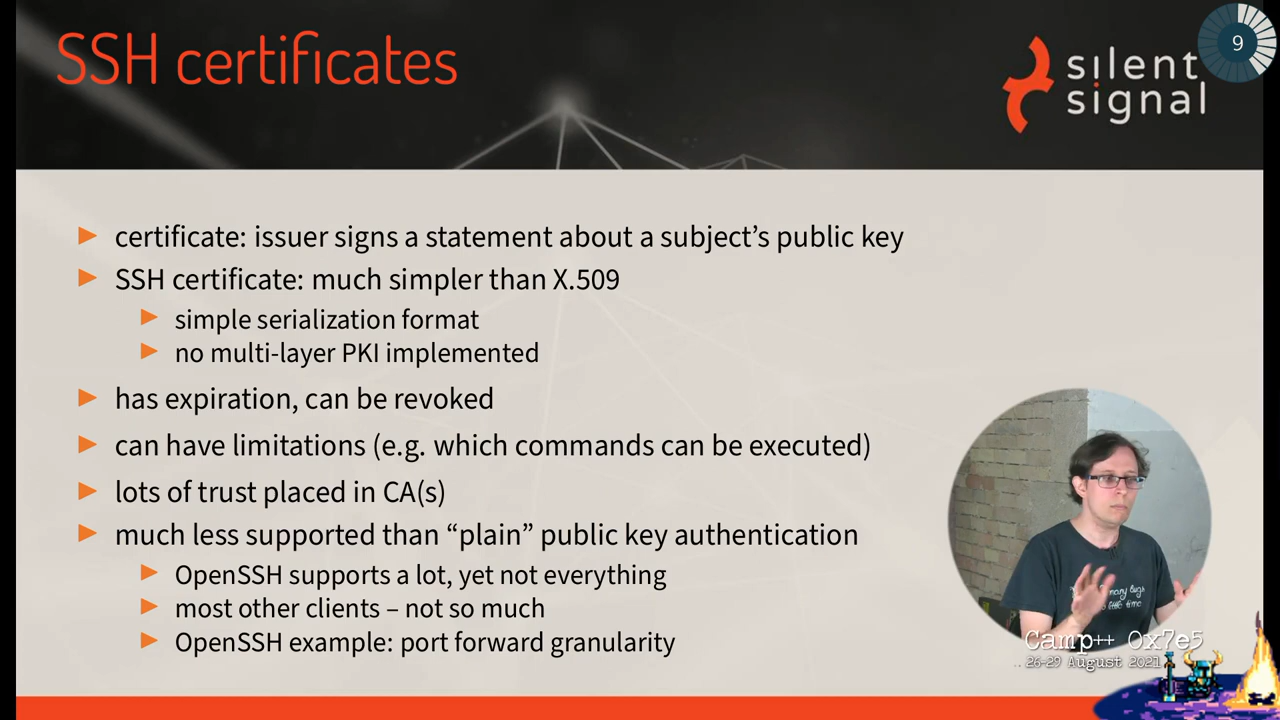 SSH certificates
silent
signal
9
certificate: issuer signs a statement about a subject’s public key
SSH certificate: much simpler than X.509
simple serialization format
no multi-layer PKI implemented
has expiration, can be revoked
can have limitations (e.g. which commands can be executed)
lots of trust placed in CA(s)
much less supported than “plain” public key authentication
OpenSSH supports a lot, yet not everything
most other clients – not so much
OpenSSH example: port forward granularity
many bugs
little time
Camp++ 0x7e5
26-29 August 2021